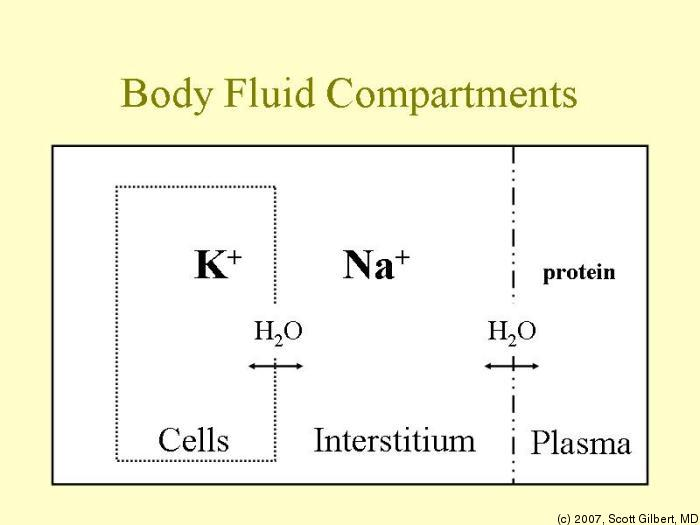 Body Fluid Compartments
K⁺ Na⁺ protein
H₂O H₂O
Cells Interstitium Plasma
(c) 2007, Scott Gilbert, MD